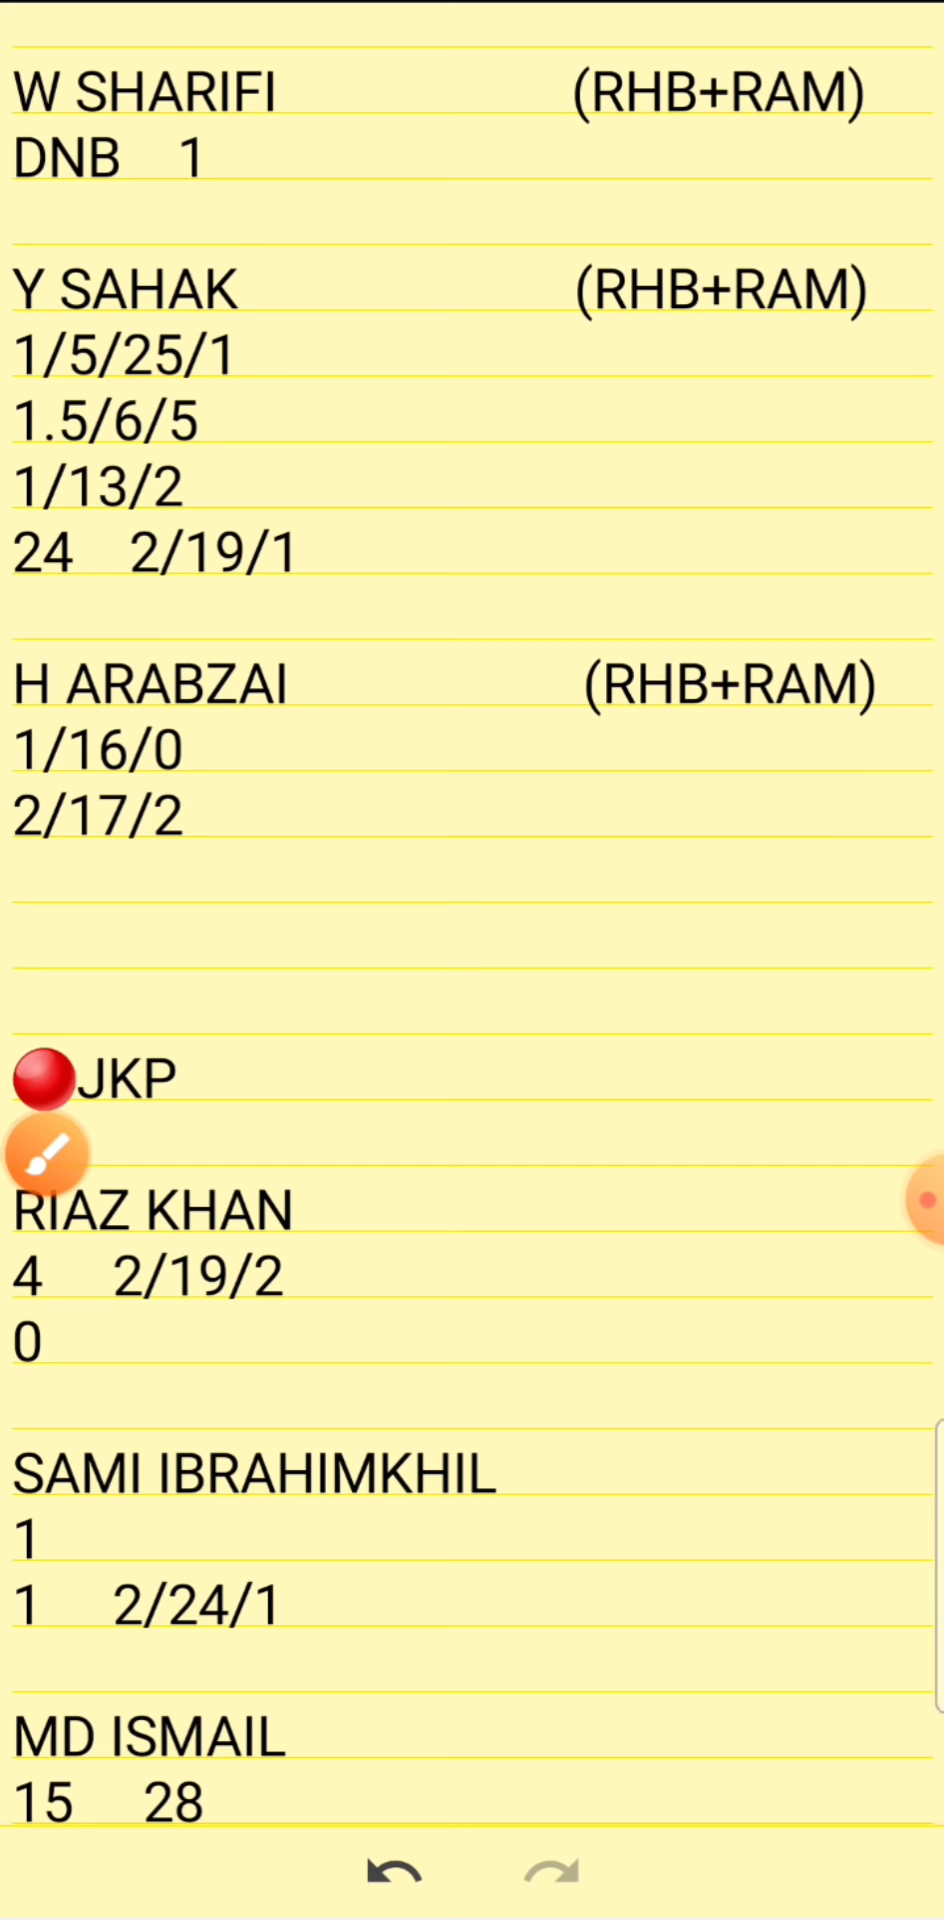 W SHARIFI (RHB+RAM)
DNB 1
Y SAHAK (RHB+RAM)
1/5/25/1
1.5/6/5
1/13/2
24 2/19/1
H ARABZAI (RHB+RAM)
1/16/0
2/17/2
🔴JKP
RIAZ KHAN
4 2/19/2
0
SAMI IBRAHIMKHIL
1
1 2/24/1
MD ISMAIL
15 28